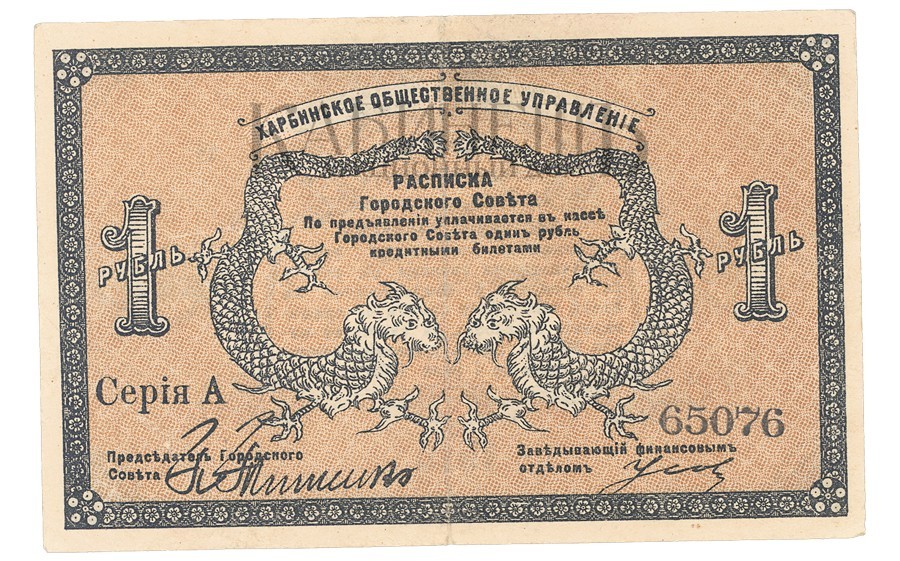 ХАРБИНСКОЕ ОБЩЕСТВЕННОЕ УПРАВЛЕНІЕ
РАСПИСКА
Городского Совѣта
По предъявленіи уплачивается въ кассѣ
Городского Совѣта одинъ рубль
кредитными билетами
1 РУБЛЬ
1 РУБЛЬ
Серія А
65076
Предсѣдатель Городского
Совѣта
Завѣдывающій финансовымъ
отдѣломъ